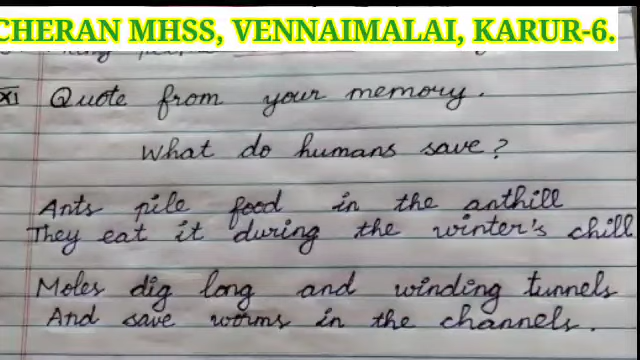 CHERAN MHSS, VENNAIMALAI, KARUR-6.
XI Quote from your memory.
What do humans save?
Ants pile food in the anthill
They eat it during the winter's chill
Moles dig long and winding tunnels
And save worms in the channels.